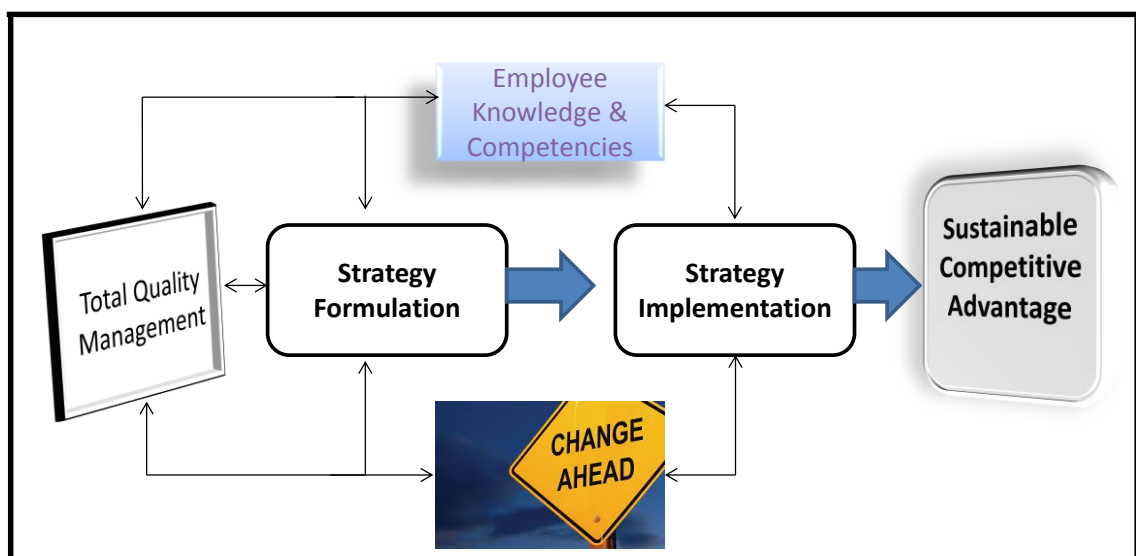 Employee
Knowledge &
Competencies
Total Quality
Management
Strategy
Formulation
Strategy
Implementation
Sustainable
Competitive
Advantage
CHANGE
AHEAD